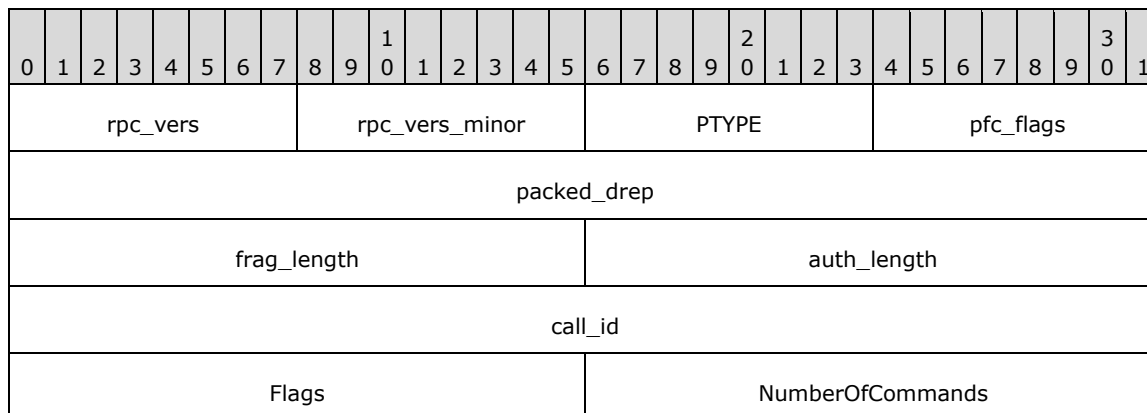 1 2 3
0 1 2 3 4 5 6 7 8 9 0 1 2 3 4 5 6 7 8 9 0 1 2 3 4 5 6 7 8 9 0 1
rpc_vers rpc_vers_minor PTYPE pfc_flags
packed_drep
frag_length auth_length
call_id
Flags NumberOfCommands